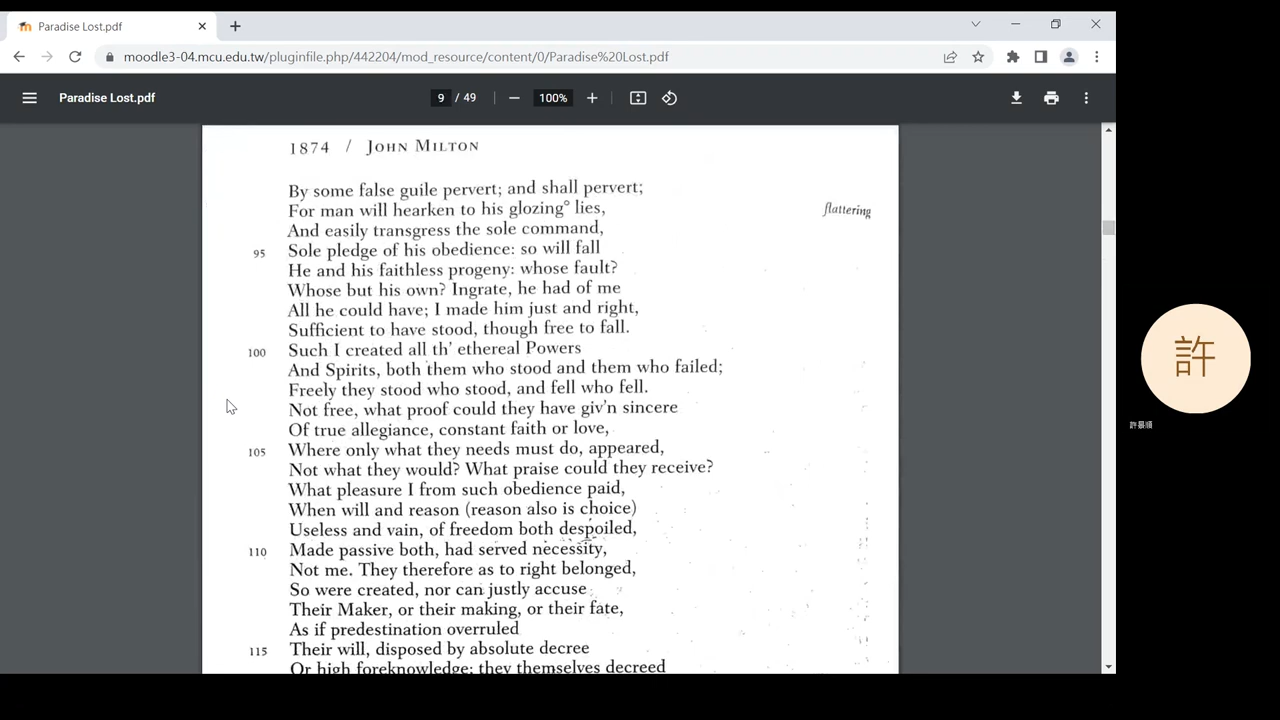 Paradise Lost.pdf
moodle3-04.mcu.edu.tw/pluginfile.php/442204/mod_resource/content/0/Paradise%20Lost.pdf
Paradise Lost.pdf
9 / 49
100%
1874 / JOHN MILTON
By some false guile pervert; and shall pervert;
For man will hearken to his glozing° lies, flattering
And easily transgress the sole command,
95 Sole pledge of his obedience: so will fall
He and his faithless progeny: whose fault?
Whose but his own? Ingrate, he had of me
All he could have; I made him just and right,
Sufficient to have stood, though free to fall.
100 Such I created all th' ethereal Powers
And Spirits, both them who stood and them who failed;
Freely they stood who stood, and fell who fell.
Not free, what proof could they have giv'n sincere
Of true allegiance, constant faith or love,
105 Where only what they needs must do, appeared,
Not what they would? What praise could they receive?
What pleasure I from such obedience paid,
When will and reason (reason also is choice)
Useless and vain, of freedom both despoiled,
110 Made passive both, had served necessity,
Not me. They therefore as to right belonged,
So were created, nor can justly accuse
Their Maker, or their making, or their fate,
As if predestination overruled
115 Their will, disposed by absolute decree
Or high foreknowledge; they themselves decreed
許
許景順